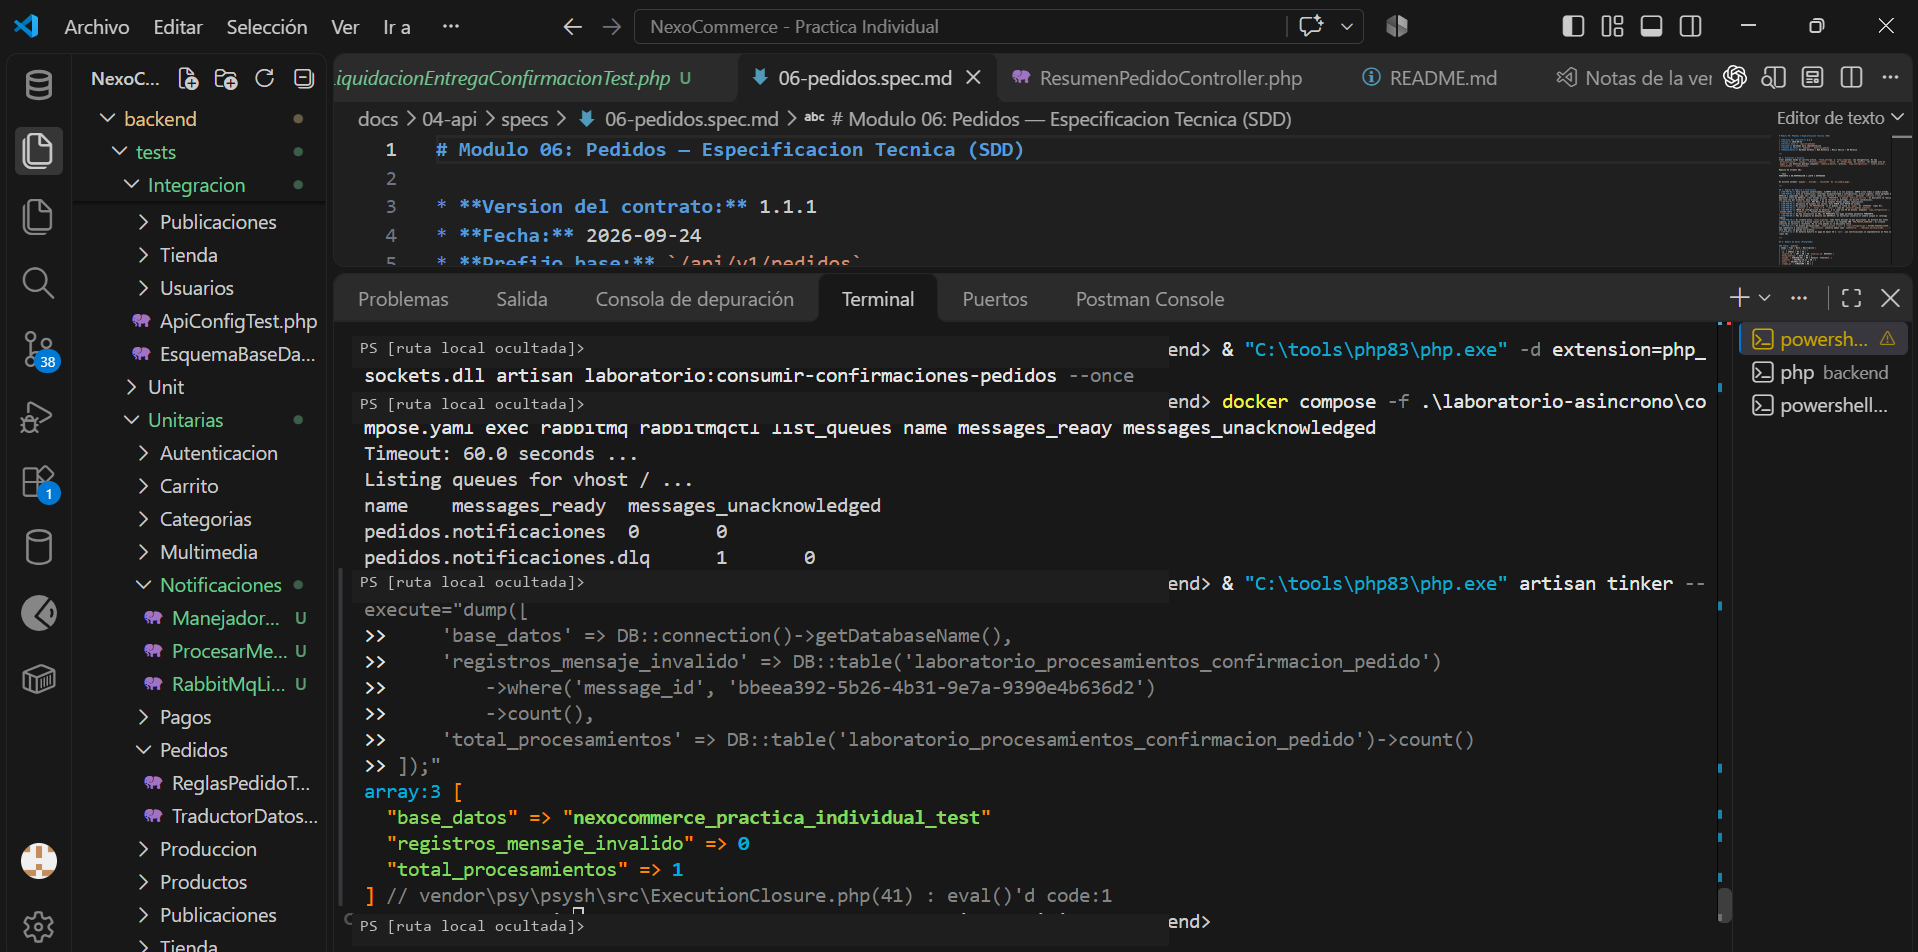 Archivo Editar Selección Ver Ir a ···
NexoCommerce - Practica Individual
NexoC...
backend
tests
Integracion
Publicaciones
Tienda
Usuarios
ApiConfigTest.php
EsquemaBaseDa...
Unit
Unitarias
Autenticacion
Carrito
Categorias
Multimedia
Notificaciones
Manejador... U
ProcesarMe... U
RabbitMqLi... U
Pagos
Pedidos
ReglasPedidoT...
TraductorDatos...
Produccion
Productos
Publicaciones
Tienda
38
1
.iquidacionEntregaConfirmacionTest.php U
06-pedidos.spec.md
ResumenPedidoController.php
README.md
Notas de la ver
docs > 04-api > specs > 06-pedidos.spec.md > abc # Modulo 06: Pedidos — Especificacion Tecnica (SDD)
Editor de texto
1 # Modulo 06: Pedidos — Especificacion Tecnica (SDD)
2
3 * **Version del contrato:** 1.1.1
4 * **Fecha:** 2026-09-24
5 * **Prefijo base:** `/api/v1/pedidos`
Problemas Salida Consola de depuración Terminal Puertos Postman Console
PS [ruta local ocultada]> end> & "C:\tools\php83\php.exe" -d extension=php_
sockets.dll artisan laboratorio:consumir-confirmaciones-pedidos --once
PS [ruta local ocultada]> end> docker compose -f .\laboratorio-asincrono\co
mpose.yaml exec rabbitmq rabbitmqctl list_queues name messages_ready messages_unacknowledged
Timeout: 60.0 seconds ...
Listing queues for vhost / ...
name messages_ready messages_unacknowledged
pedidos.notificaciones 0 0
pedidos.notificaciones.dlq 1 0
PS [ruta local ocultada]> end> & "C:\tools\php83\php.exe" artisan tinker --
execute="dump([
>> 'base_datos' => DB::connection()->getDatabaseName(),
>> 'registros_mensaje_invalido' => DB::table('laboratorio_procesamientos_confirmacion_pedido')
>> ->where('message_id', 'bbeea392-5b26-4b31-9e7a-9390e4b636d2')
>> ->count(),
>> 'total_procesamientos' => DB::table('laboratorio_procesamientos_confirmacion_pedido')->count()
>> ]);"
array:3 [
"base_datos" => "nexocommerce_practica_individual_test"
"registros_mensaje_invalido" => 0
"total_procesamientos" => 1
] // vendor\psy\psysh\src\ExecutionClosure.php(41) : eval()'d code:1
PS [ruta local ocultada]> end>
powersh...
php backend
powershell...